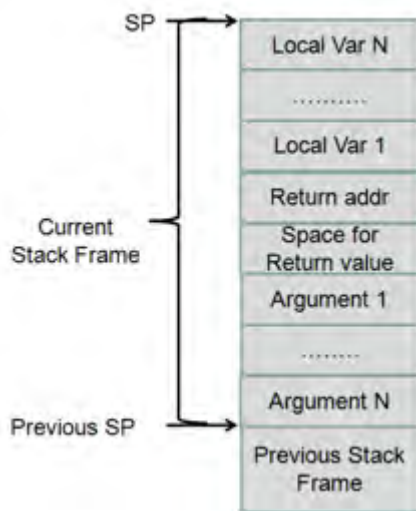 SP
Local Var N
..........
Local Var 1
Return addr
Current
Stack Frame
Space for
Return value
Argument 1
........
Argument N
Previous SP
Previous Stack
Frame